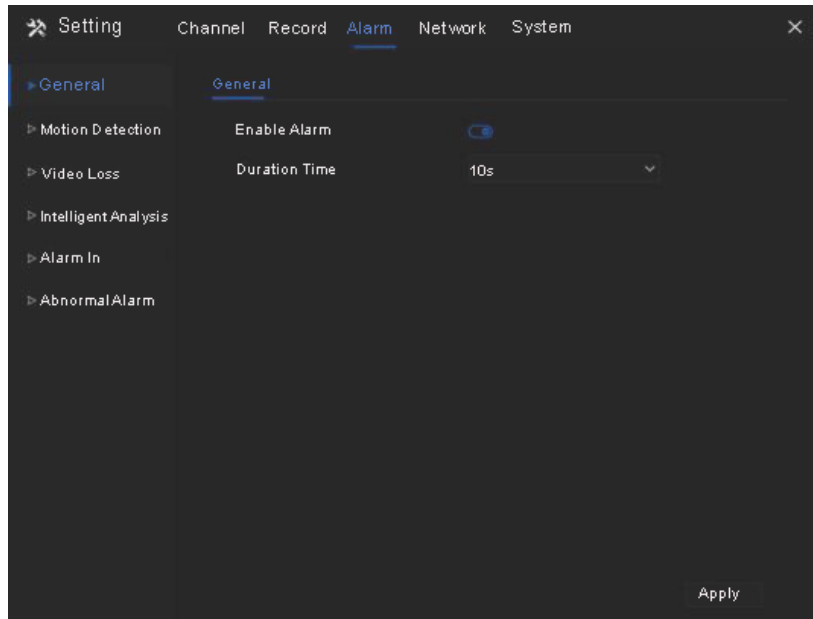 Setting Channel Record Alarm Network System
General
Motion Detection
Video Loss
Intelligent Analysis
Alarm In
Abnormal Alarm
General
Enable Alarm
Duration Time 10s
Apply